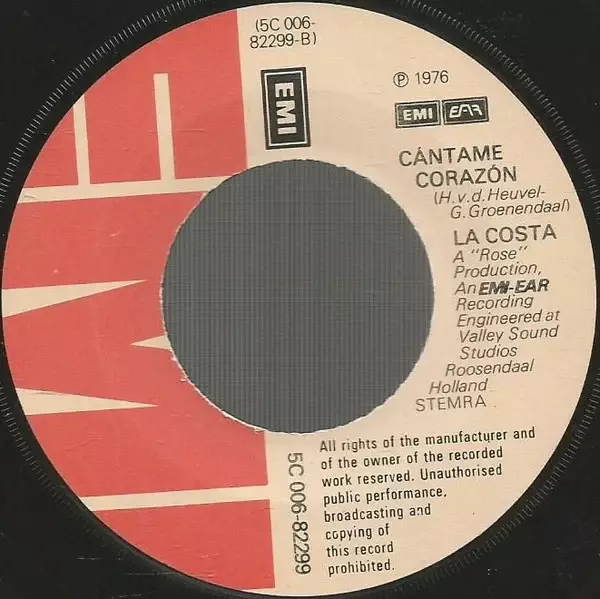 (5C 006-
82299-B)
EMI
℗ 1976
EMI EAR
CÁNTAME
CORAZÓN
(H.v.d.Heuvel-
G.Groenendaal)
LA COSTA
A "Rose"
Production,
An EMI-EAR
Recording
Engineered at
Valley Sound
Studios
Roosendaal
Holland
STEMRA
All rights of the manufacturer and
of the owner of the recorded
work reserved. Unauthorised
public performance,
broadcasting and
copying of
this record
prohibited.
5C 006-82299
EMI